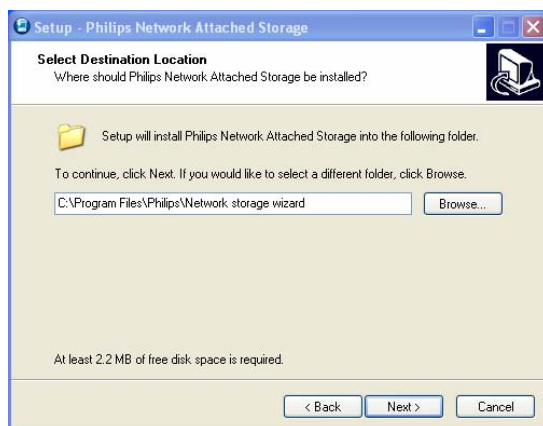 Setup - Philips Network Attached Storage
Select Destination Location
Where should Philips Network Attached Storage be installed?
Setup will install Philips Network Attached Storage into the following folder.
To continue, click Next. If you would like to select a different folder, click Browse.
C:\Program Files\Philips\Network storage wizard
Browse...
At least 2.2 MB of free disk space is required.
< Back
Next >
Cancel